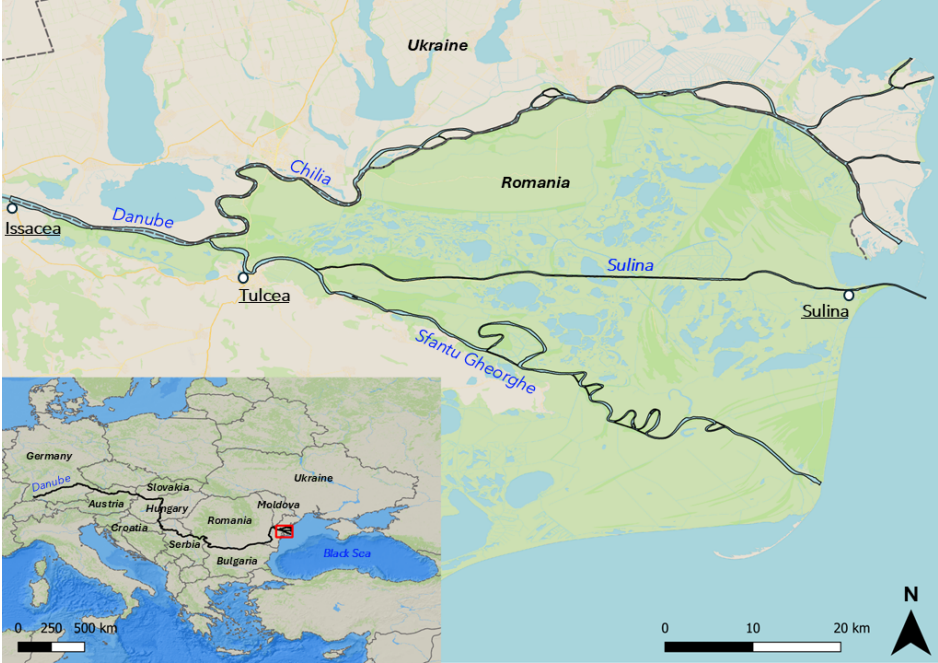 Ukraine
Chilia
Romania
Danube
Issacea
Sulina
Tulcea
Sulina
Sfantu Gheorghe
Germany
Danube
Slovakia
Ukraine
Austria
Hungary
Moldova
Romania
Croatia
Serbia
Black Sea
Bulgaria
N
0 250 500 km
0 10 20 km